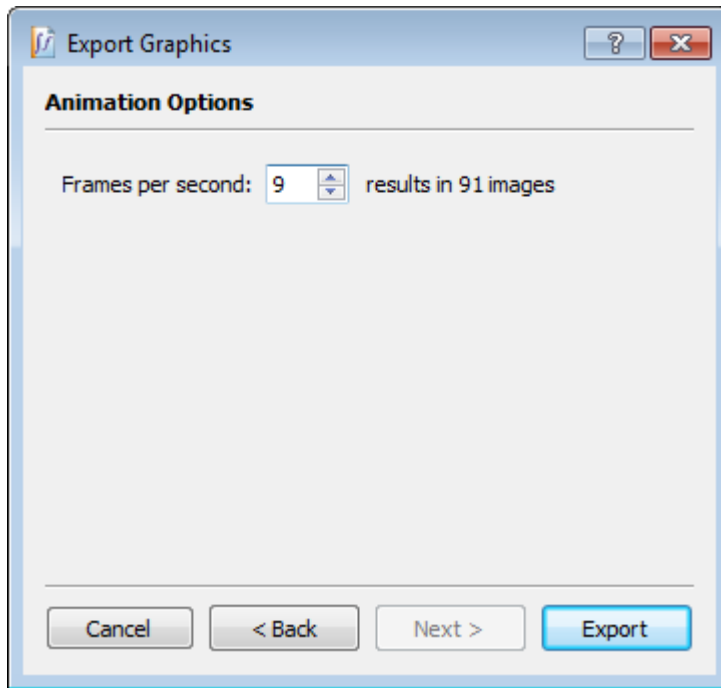 Export Graphics
Animation Options
Frames per second: 9 results in 91 images
Cancel < Back Next > Export